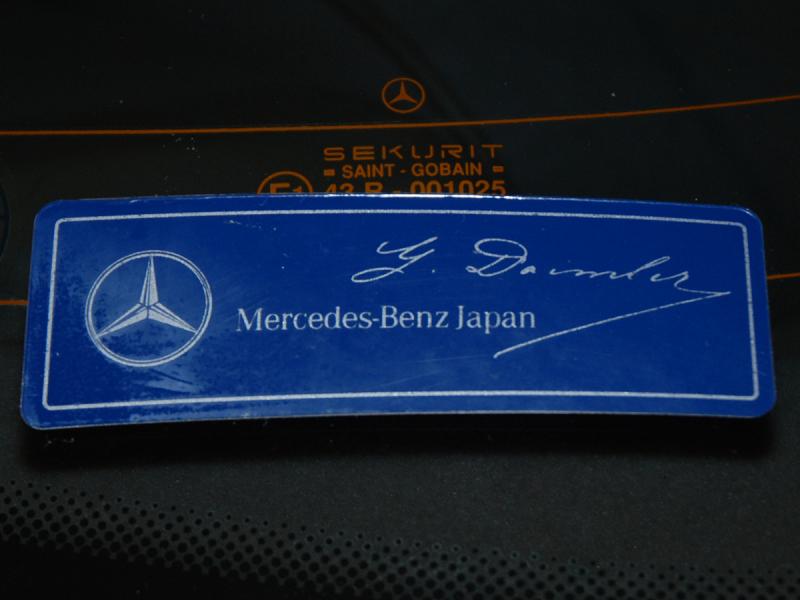 SEKURIT
SAINT - GOBAIN
E1 43 R - 001025
G. Daimler
Mercedes-Benz Japan